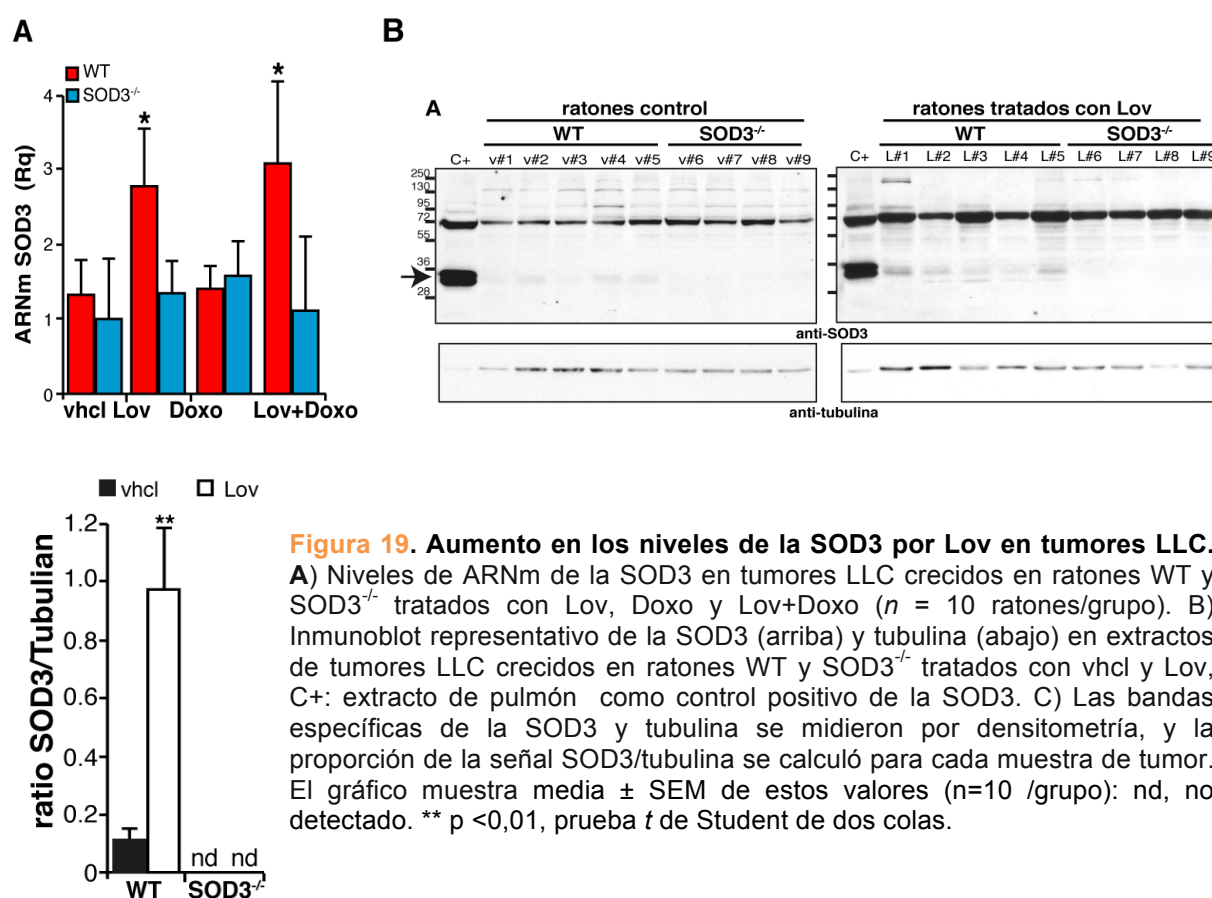 A
WT
SOD3-/-
ARNm SOD3 (Rq)
4
3
2
1
0
*
*
vhcl Lov Doxo Lov+Doxo
B
A
ratones control
WT SOD3-/-
C+ v#1 v#2 v#3 v#4 v#5 v#6 v#7 v#8 v#9
250
130
95
72
55
36
28
ratones tratados con Lov
WT SOD3-/-
C+ L#1 L#2 L#3 L#4 L#5 L#6 L#7 L#8 L#9
anti-SOD3
anti-tubulina
vhcl Lov
ratio SOD3/Tubulian
1.2
1.0
0.8
0.6
0.4
0.2
0
**
nd nd
WT SOD3-/-
Figura 19. Aumento en los niveles de la SOD3 por Lov en tumores LLC.
A) Niveles de ARNm de la SOD3 en tumores LLC crecidos en ratones WT y
SOD3-/- tratados con Lov, Doxo y Lov+Doxo (n = 10 ratones/grupo). B)
Inmunoblot representativo de la SOD3 (arriba) y tubulina (abajo) en extractos
de tumores LLC crecidos en ratones WT y SOD3-/- tratados con vhcl y Lov,
C+: extracto de pulmón como control positivo de la SOD3. C) Las bandas
específicas de la SOD3 y tubulina se midieron por densitometría, y la
proporción de la señal SOD3/tubulina se calculó para cada muestra de tumor.
El gráfico muestra media ± SEM de estos valores (n=10 /grupo): nd, no
detectado. ** p <0,01, prueba t de Student de dos colas.